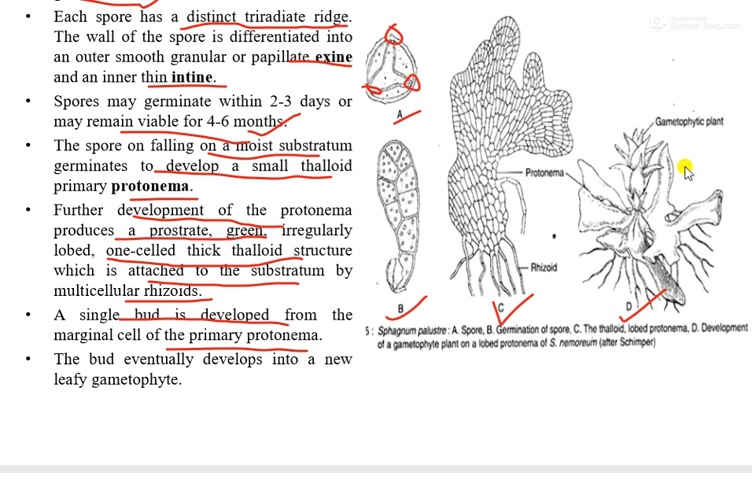 • Each spore has a distinct triradiate ridge.
The wall of the spore is differentiated into
an outer smooth granular or papillate exine
and an inner thin intine.
• Spores may germinate within 2-3 days or
may remain viable for 4-6 months.
• The spore on falling on a moist substratum
germinates to develop a small thalloid
primary protonema.
• Further development of the protonema
produces a prostrate, green, irregularly
lobed, one-celled thick thalloid structure
which is attached to the substratum by
multicellular rhizoids.
• A single bud is developed from the
marginal cell of the primary protonema.
• The bud eventually develops into a new
leafy gametophyte.
A
B
C
D
Gametophytic plant
Protonema
Rhizoid
5 : Sphagnum palustre : A. Spore, B. Germination of spore, C. The thalloid, lobed protonema, D. Development
of a gametophyte plant on a lobed protonema of S. nemoreum (after Schimper)
Screen Recorder